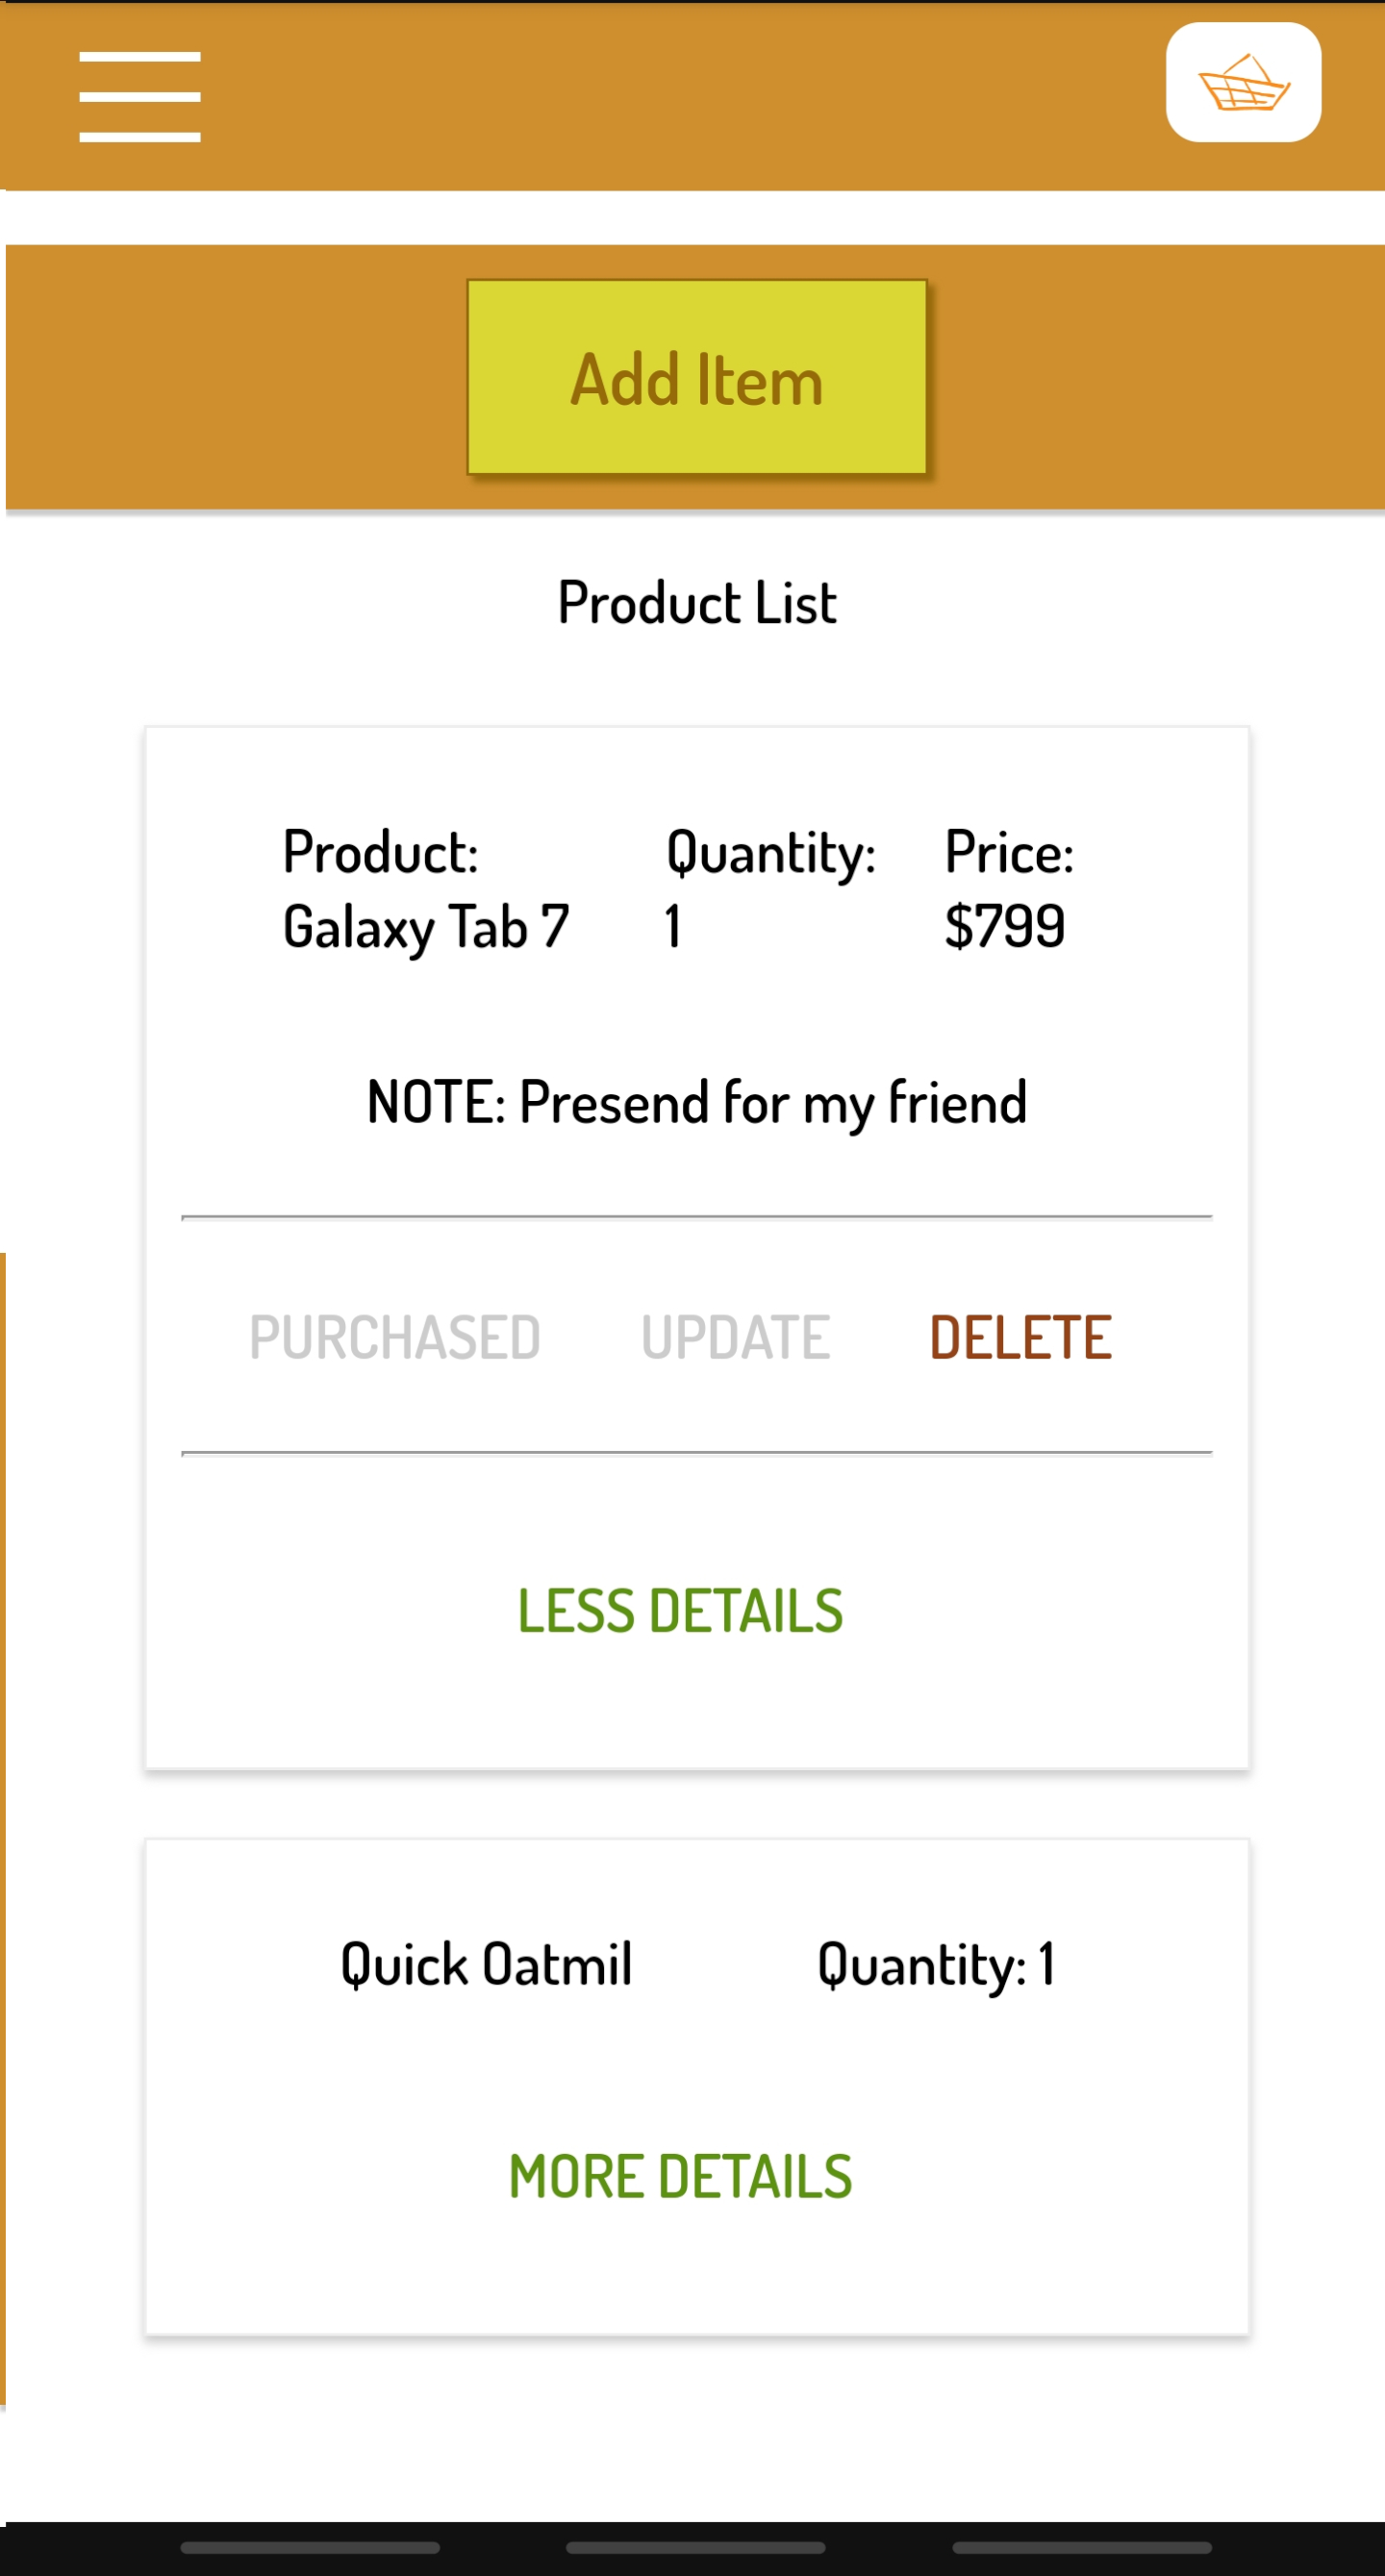 Add Item
Product List
Product: Quantity: Price:
Galaxy Tab 7 1 $799
NOTE: Presend for my friend
PURCHASED UPDATE DELETE
LESS DETAILS
Quick Oatmil Quantity: 1
MORE DETAILS